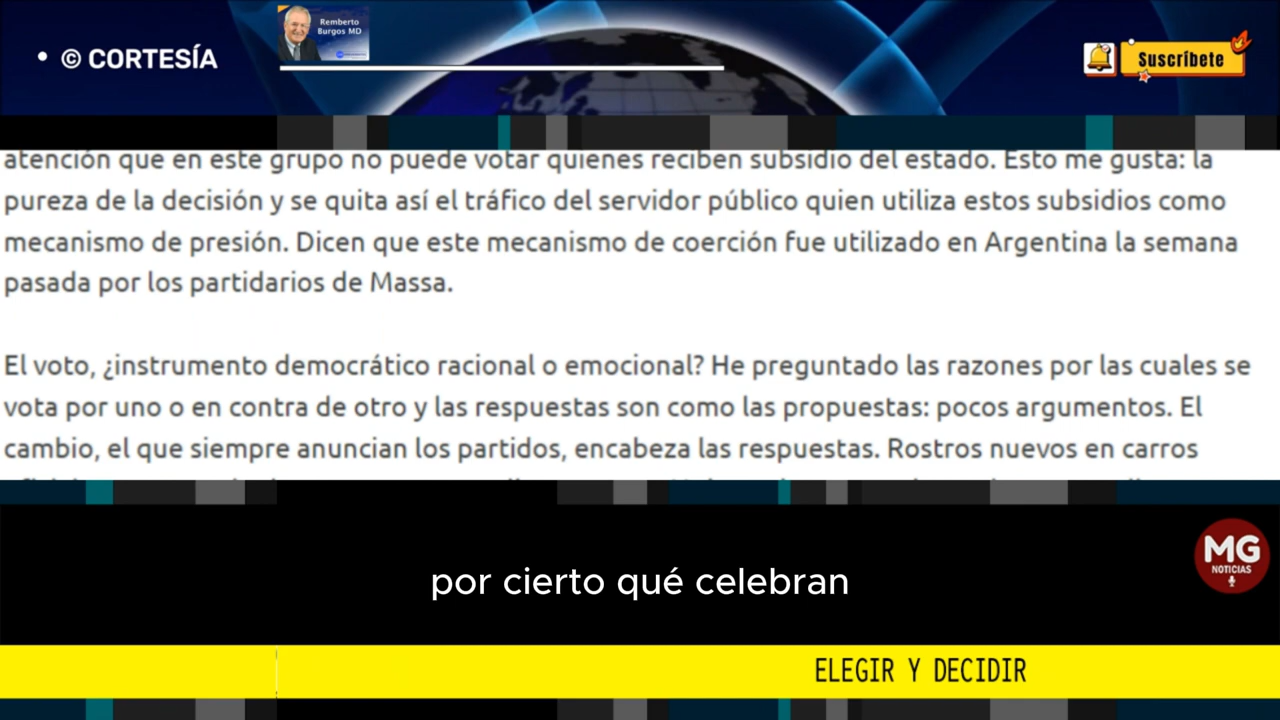 • © CORTESÍA
Remberto
Burgos MD
Suscríbete
atención que en este grupo no puede votar quienes reciben subsidio del estado. Esto me gusta: la
pureza de la decisión y se quita así el tráfico del servidor público quien utiliza estos subsidios como
mecanismo de presión. Dicen que este mecanismo de coerción fue utilizado en Argentina la semana
pasada por los partidarios de Massa.
El voto, ¿instrumento democrático racional o emocional? He preguntado las razones por las cuales se
vota por uno o en contra de otro y las respuestas son como las propuestas: pocos argumentos. El
cambio, el que siempre anuncian los partidos, encabeza las respuestas. Rostros nuevos en carros
MG
NOTICIAS
por cierto qué celebran
ELEGIR Y DECIDIR